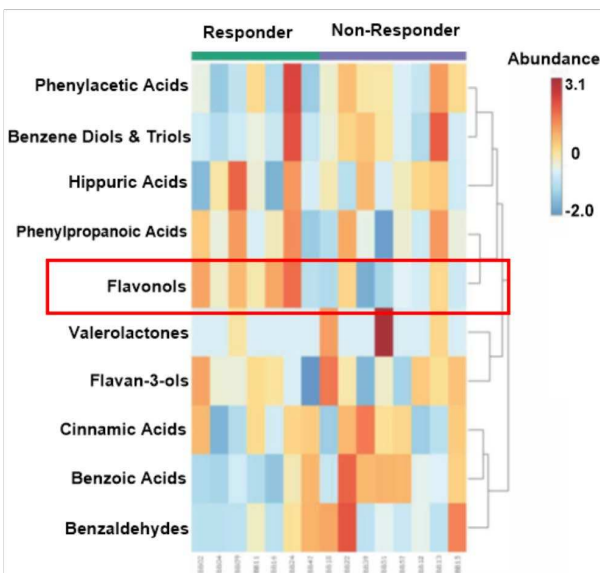 Responder Non-Responder
Abundance
3.1
0
-2.0
Phenylacetic Acids
Benzene Diols & Triols
Hippuric Acids
Phenylpropanoic Acids
Flavonols
Valerolactones
Flavan-3-ols
Cinnamic Acids
Benzoic Acids
Benzaldehydes